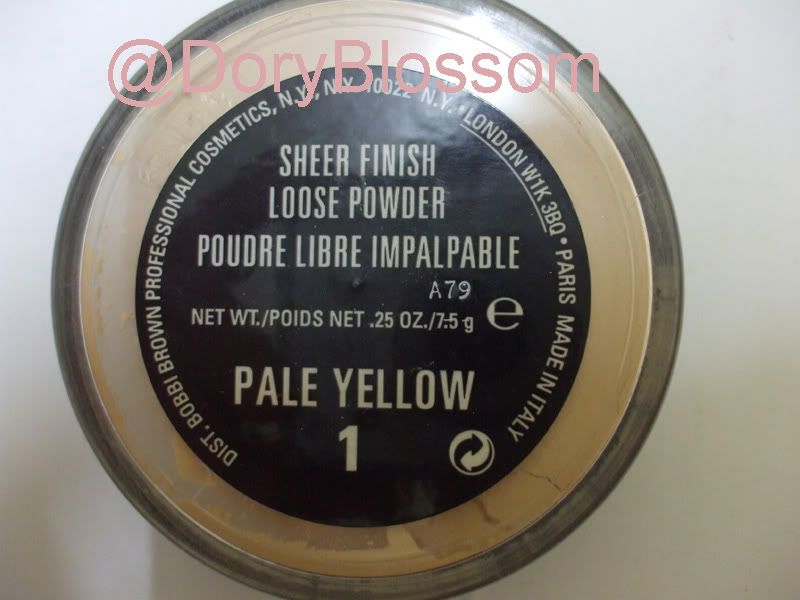 @DoryBlossom
DIST. BOBBI BROWN PROFESSIONAL COSMETICS, N.Y., N.Y. 10022 N.Y. • LONDON W1K 3BQ • PARIS MADE IN ITALY
SHEER FINISH
LOOSE POWDER
POUDRE LIBRE IMPALPABLE
A79
NET WT./POIDS NET .25 OZ./7.5 g e
PALE YELLOW
1